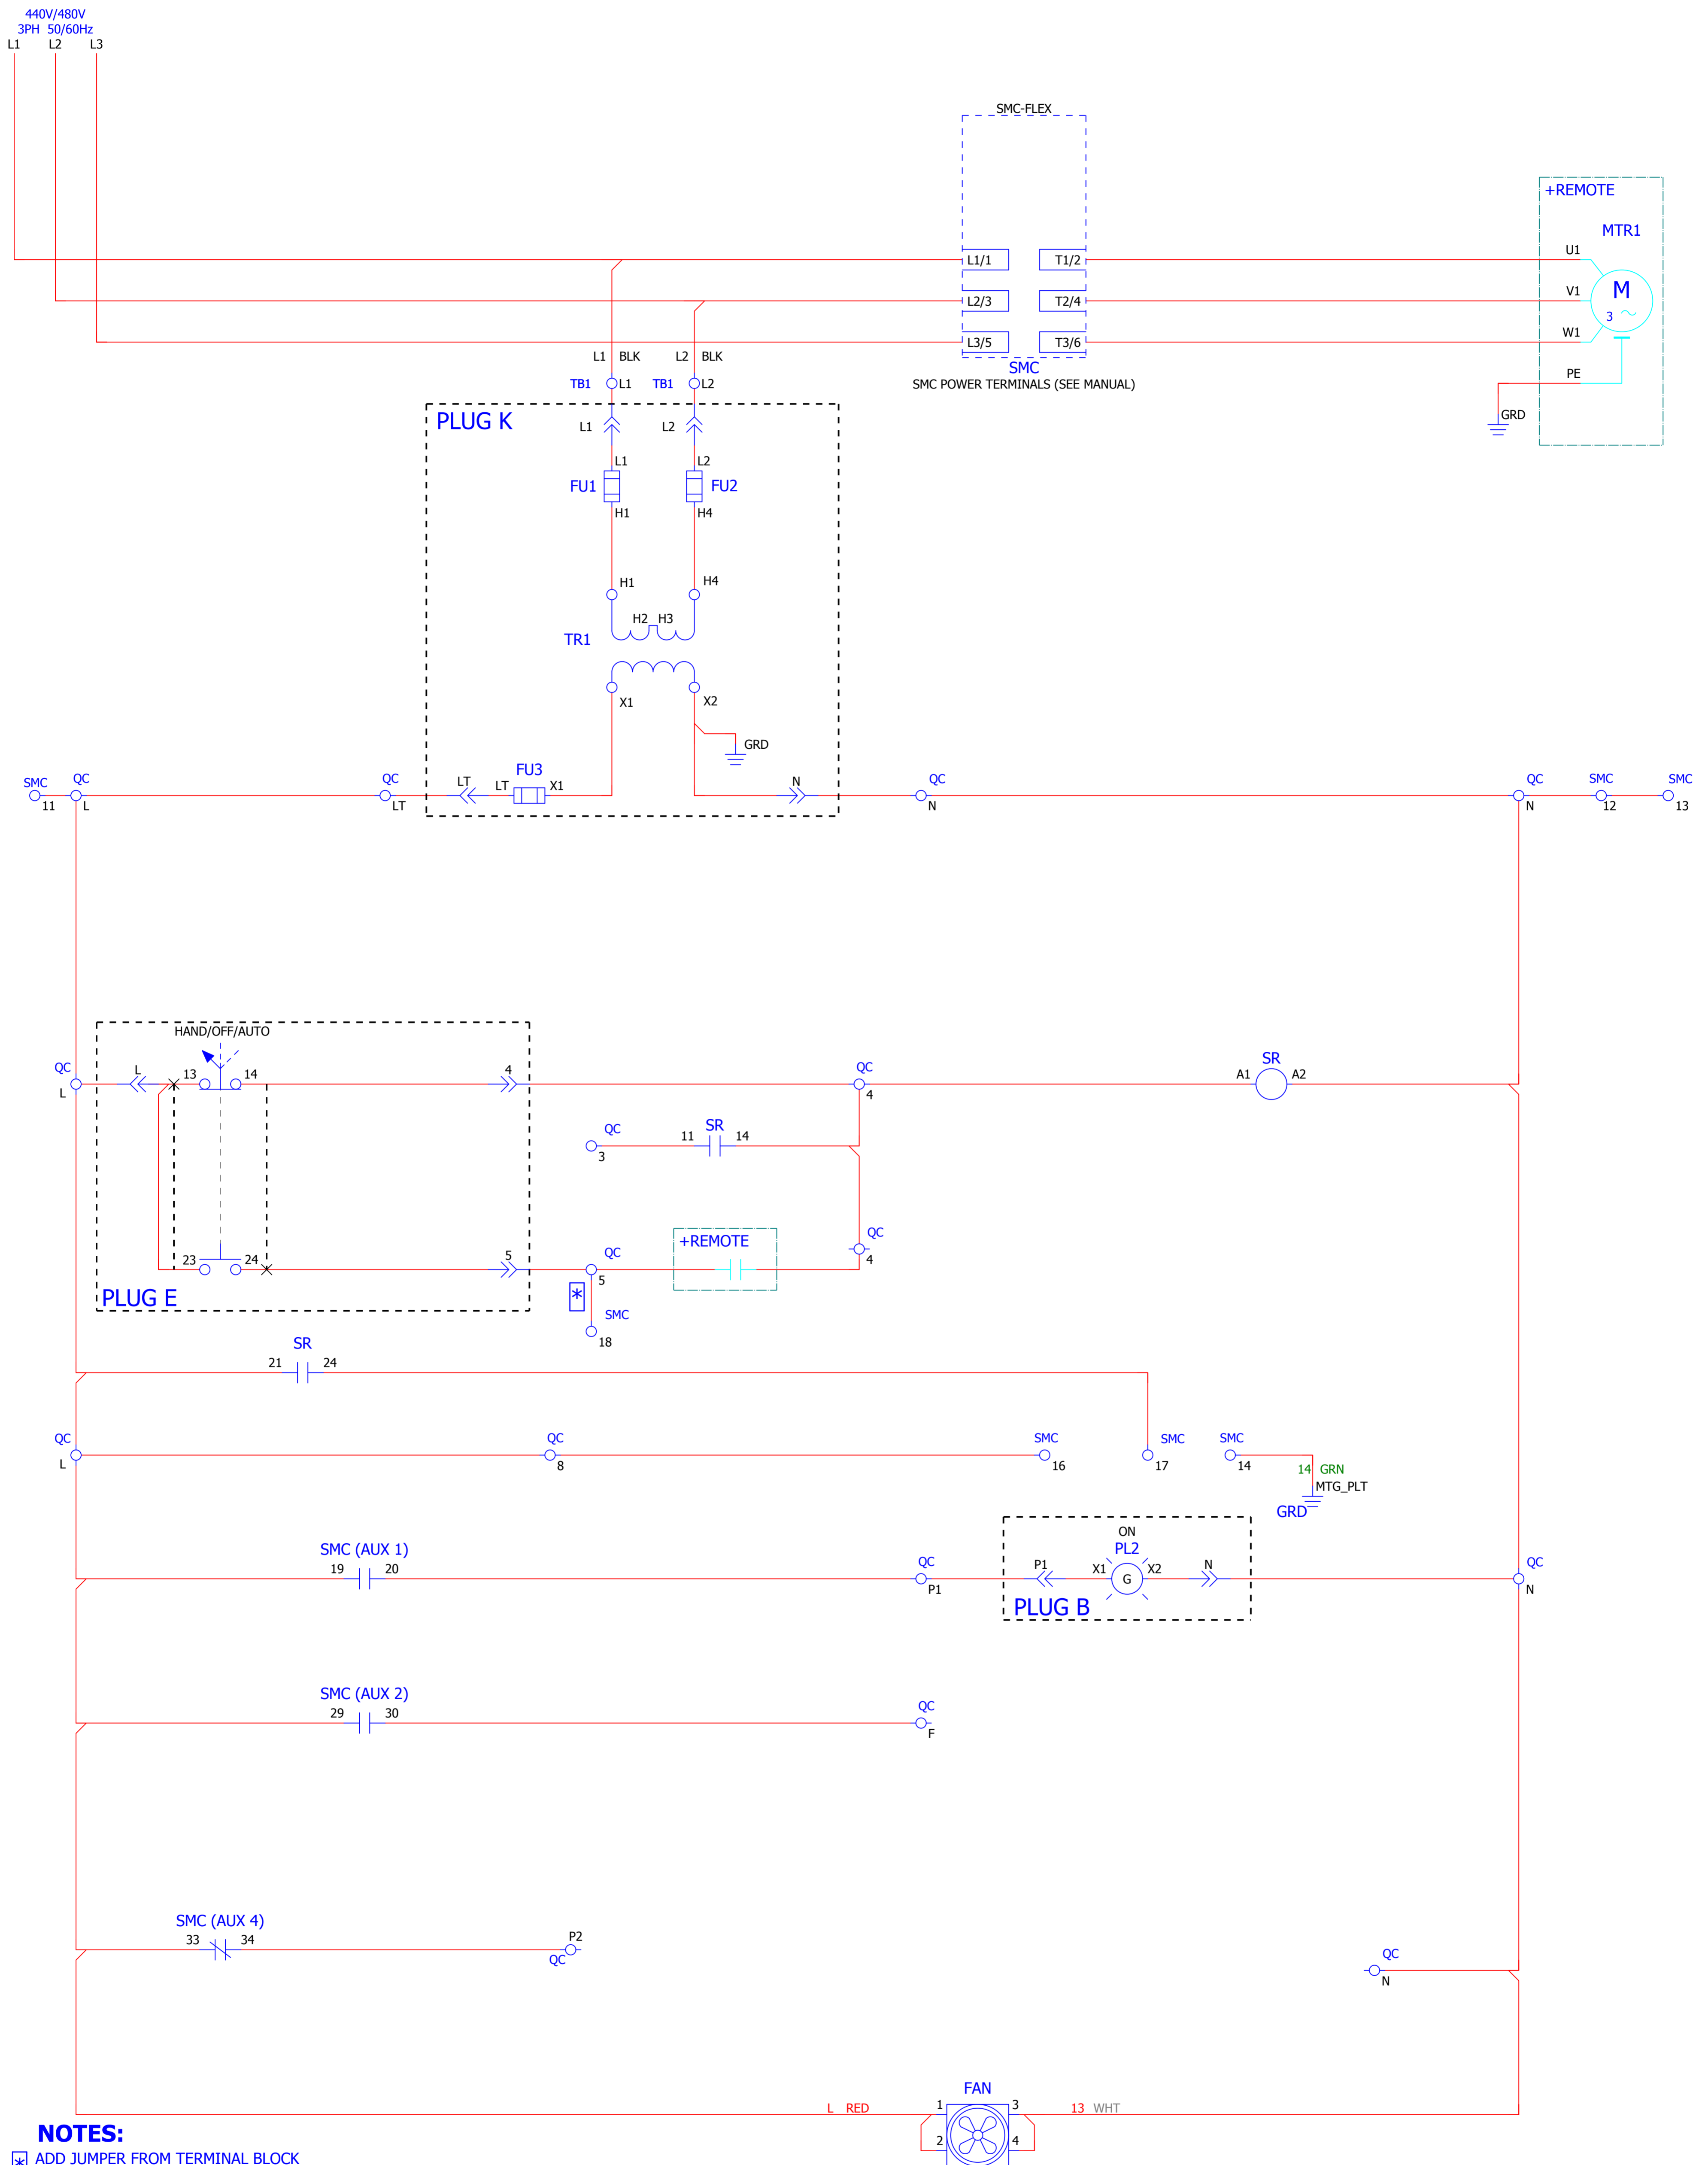 440V/480V
3PH 50/60Hz
L1 L2 L3
SMC-FLEX
+REMOTE
MTR1
U1
L1/1 T1/2
M
3
V1
L2/3 T2/4
W1
L3/5 T3/6
L1 BLK L2 BLK
SMC
SMC POWER TERMINALS (SEE MANUAL)
PE
TB1 L1 TB1 L2
GRD
PLUG K
L1 L2
L1 L2
FU1 FU2
H1 H4
H1 H4
H2 H3
TR1
X1 X2
GRD
FU3
SMC QC QC LT LT X1 N QC QC SMC SMC
11 L LT N N 12 13
HAND/OFF/AUTO
QC L 13 14 4 QC SR
L 4 A1 A2
QC 11 SR 14
3
+REMOTE
QC
4
23 24 5 QC
5
*
PLUG E
SMC
18
SR
21 24
QC QC SMC SMC SMC
L 8 16 17 14
14 GRN
MTG_PLT
GRD
ON
PL2
SMC (AUX 1)
19 20 QC P1 X1 G X2 N QC
P1 N
PLUG B
SMC (AUX 2)
29 30 QC
F
SMC (AUX 4)
33 34 P2
QC
QC
N
FAN
L RED 1 3 13 WHT
2 4
NOTES:
* ADD JUMPER FROM TERMINAL BLOCK